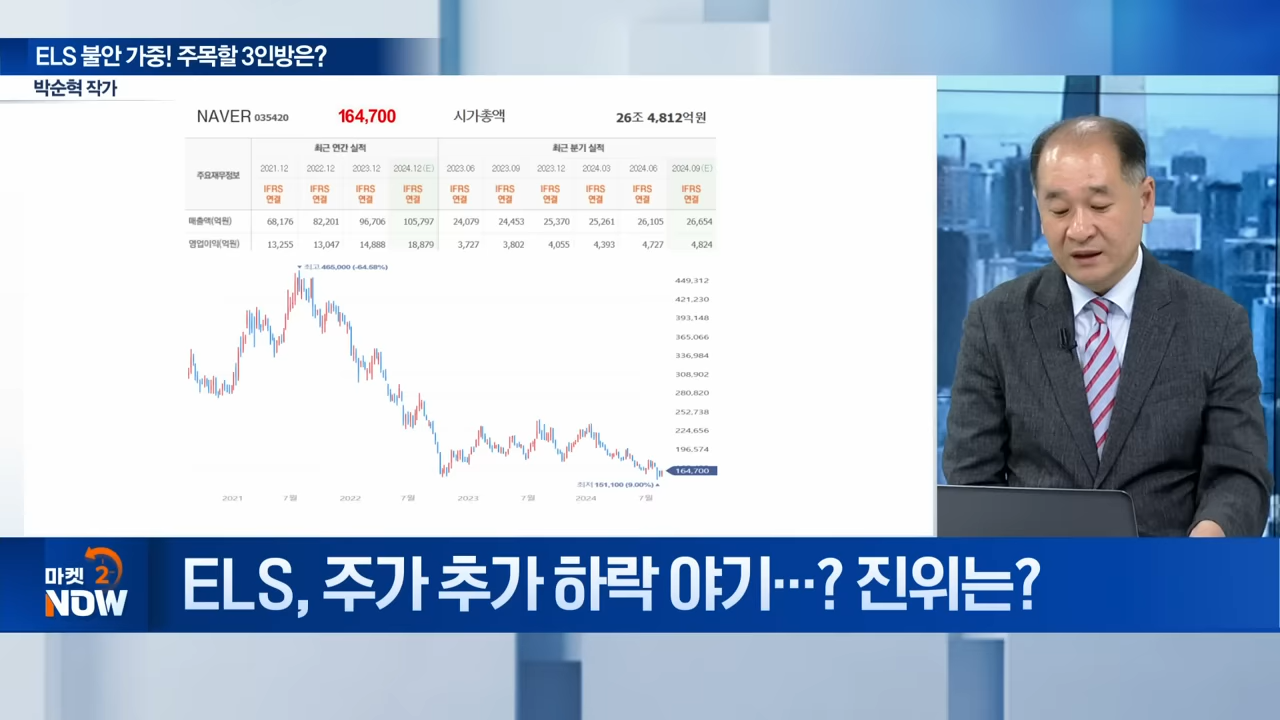 ELS 불안 가중! 주목할 3인방은?
박순혁 작가
NAVER 035420 164,700 시가총액 26조 4,812억원
주요재무정보 최근 연간 실적 최근 분기 실적
2021.12 2022.12 2023.12 2024.12(E) 2023.06 2023.09 2023.12 2024.03 2024.06 2024.09(E)
IFRS IFRS IFRS IFRS IFRS IFRS IFRS IFRS IFRS IFRS
연결 연결 연결 연결 연결 연결 연결 연결 연결 연결
매출액(억원) 68,176 82,201 96,706 105,797 24,079 24,453 25,370 25,261 26,105 26,654
영업이익(억원) 13,255 13,047 14,888 18,879 3,727 3,802 4,055 4,393 4,727 4,824
최고 465,000 (-64.58%)
449,312
421,230
393,148
365,066
336,984
308,902
280,820
252,738
224,656
196,574
164,700
최저 151,100 (9.00%)
2021 7월 2022 7월 2023 7월 2024 7월
마켓 2
NOW
ELS, 주가 추가 하락 야기…? 진위는?